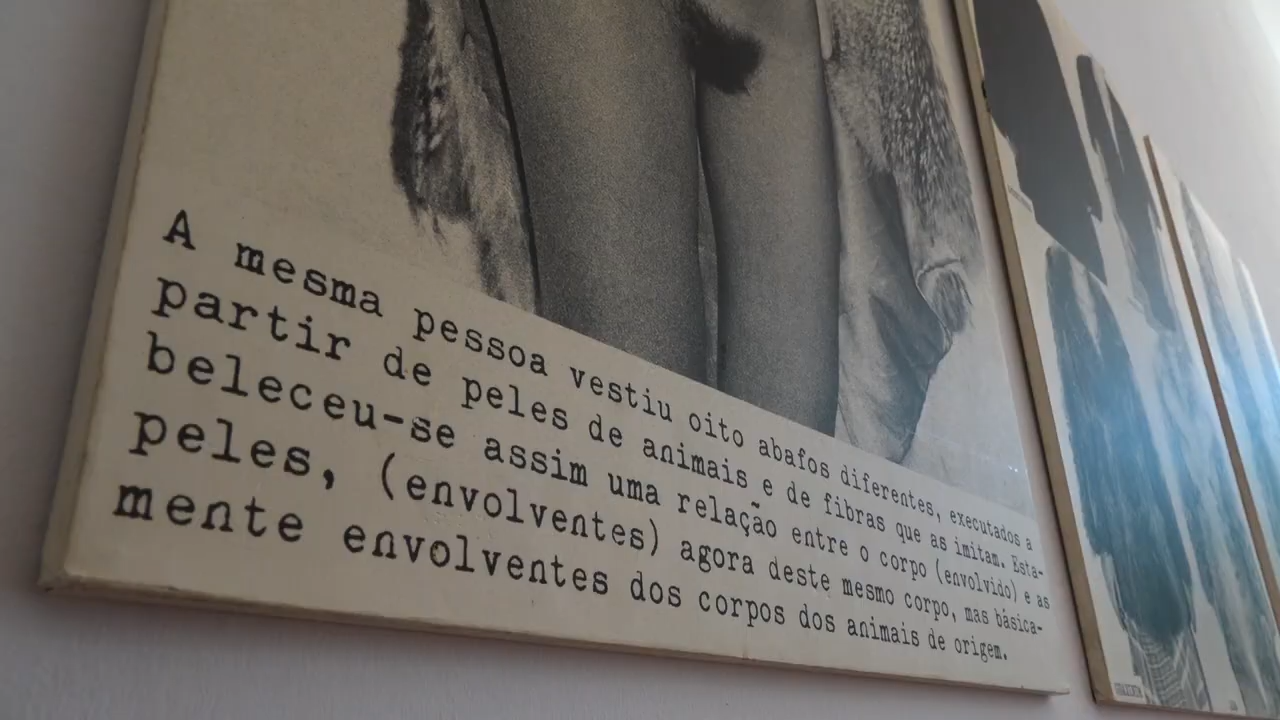 A mesma pessoa vestiu oito abafos diferentes, executados a
partir de peles de animais e de fibras que as imitam. Esta-
beleceu-se assim uma relação entre o corpo (envolvido) e as
peles, (envolventes) agora deste mesmo corpo, mas básica-
mente envolventes dos corpos dos animais de origem.